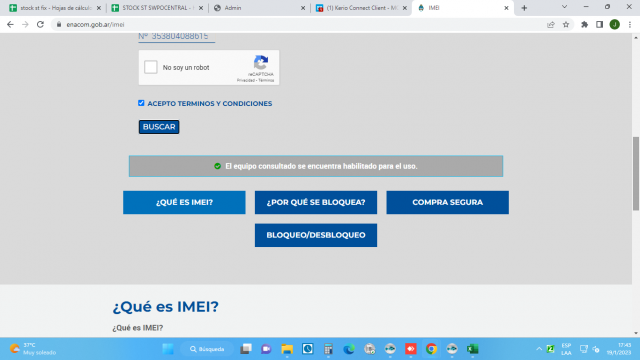 stock st fix - Hojas de cálculo
STOCK ST SWPOCENTRAL - H
Admin
(1) Kerio Connect Client - M
IMEI
enacom.gob.ar/imei
N° 353804088615
No soy un robot
reCAPTCHA
Privacidad - Términos
ACEPTO TERMINOS Y CONDICIONES
BUSCAR
El equipo consultado se encuentra habilitado para el uso.
¿QUÉ ES IMEI?
¿POR QUÉ SE BLOQUEA?
COMPRA SEGURA
BLOQUEO/DESBLOQUEO
¿Qué es IMEI?
¿Qué es IMEI?
37°C
Muy soleado
Búsqueda
ESP
LAA
17:45
19/1/2023